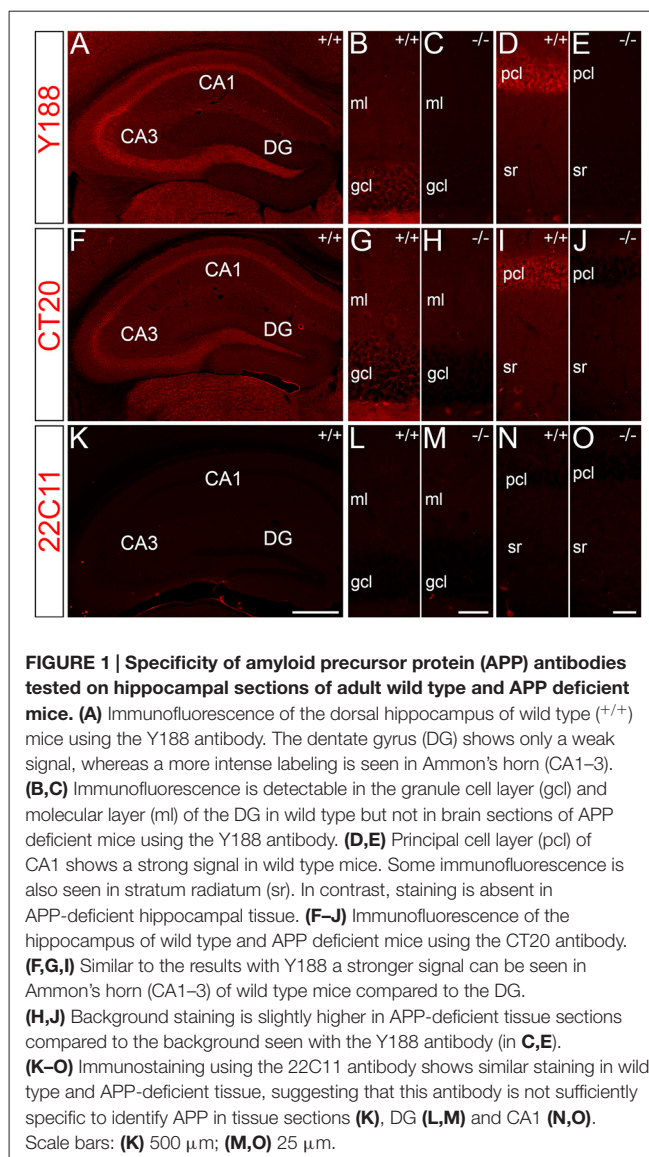 Y188
A
+/+
CA1
CA3
DG
B
+/+
ml
gcl
C
-/-
ml
gcl
D
+/+
pcl
sr
E
-/-
pcl
sr
CT20
F
+/+
CA1
CA3
DG
G
+/+
ml
gcl
H
-/-
ml
gcl
I
+/+
pcl
sr
J
-/-
pcl
sr
22C11
K
+/+
CA1
CA3
DG
L
+/+
ml
gcl
M
-/-
ml
gcl
N
+/+
pcl
sr
O
-/-
pcl
sr
FIGURE 1 | Specificity of amyloid precursor protein (APP) antibodies
tested on hippocampal sections of adult wild type and APP deficient
mice. (A) Immunofluorescence of the dorsal hippocampus of wild type (+/+)
mice using the Y188 antibody. The dentate gyrus (DG) shows only a weak
signal, whereas a more intense labeling is seen in Ammon's horn (CA1–3).
(B,C) Immunofluorescence is detectable in the granule cell layer (gcl) and
molecular layer (ml) of the DG in wild type but not in brain sections of APP
deficient mice using the Y188 antibody. (D,E) Principal cell layer (pcl) of
CA1 shows a strong signal in wild type mice. Some immunofluorescence is
also seen in stratum radiatum (sr). In contrast, staining is absent in
APP-deficient hippocampal tissue. (F–J) Immunofluorescence of the
hippocampus of wild type and APP deficient mice using the CT20 antibody.
(F,G,I) Similar to the results with Y188 a stronger signal can be seen in
Ammon's horn (CA1–3) of wild type mice compared to the DG.
(H,J) Background staining is slightly higher in APP-deficient tissue sections
compared to the background seen with the Y188 antibody (in C,E).
(K–O) Immunostaining using the 22C11 antibody shows similar staining in wild
type and APP-deficient tissue, suggesting that this antibody is not sufficiently
specific to identify APP in tissue sections (K), DG (L,M) and CA1 (N,O).
Scale bars: (K) 500 μm; (M,O) 25 μm.